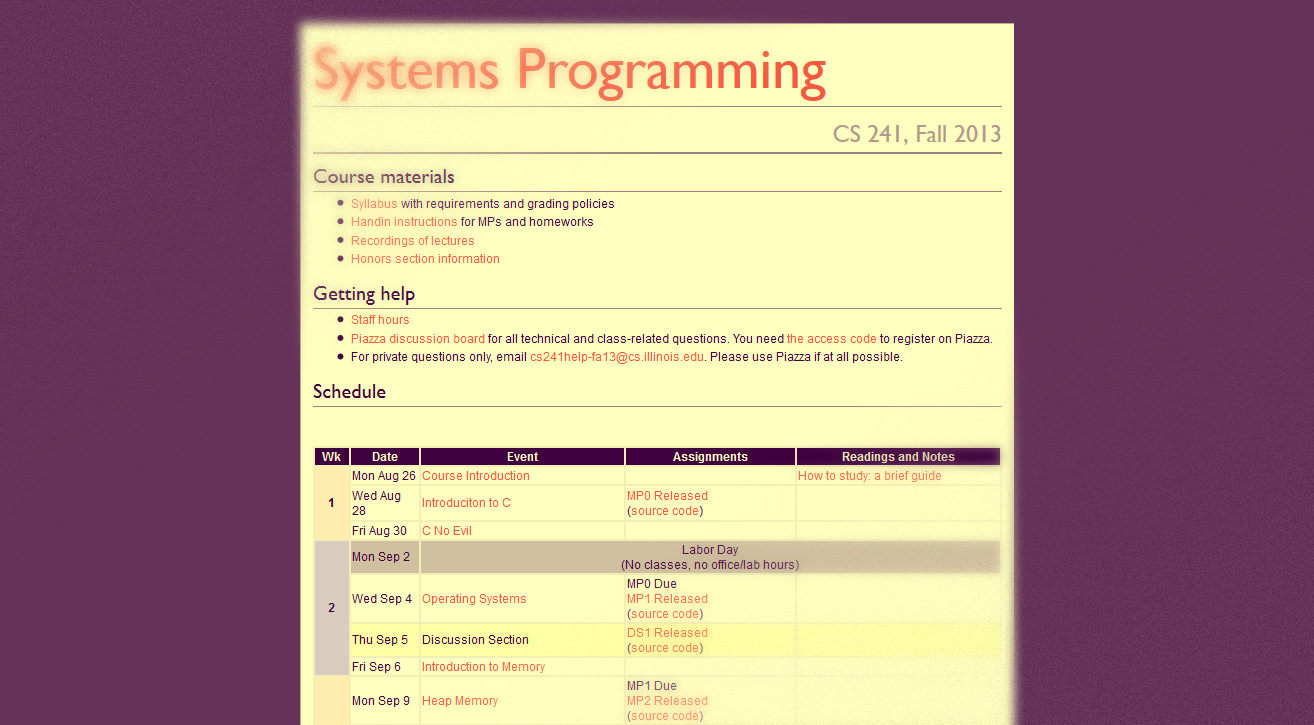 Systems Programming
CS 241, Fall 2013
Course materials
Syllabus with requirements and grading policies
Handin instructions for MPs and homeworks
Recordings of lectures
Honors section information
Getting help
Staff hours
Piazza discussion board for all technical and class-related questions. You need the access code to register on Piazza.
For private questions only, email cs241help-fa13@cs.illinois.edu. Please use Piazza if at all possible.
Schedule
Wk Date Event Assignments Readings and Notes
1
Mon Aug 26 Course Introduction How to study: a brief guide
Wed Aug
28
Introduciton to C
MP0 Released
(source code)
Fri Aug 30 C No Evil
2
Mon Sep 2
Labor Day
(No classes, no office/lab hours)
Wed Sep 4 Operating Systems
MP0 Due
MP1 Released
(source code)
Thu Sep 5 Discussion Section
DS1 Released
(source code)
Fri Sep 6 Introduction to Memory
Mon Sep 9 Heap Memory
MP1 Due
MP2 Released
(source code)